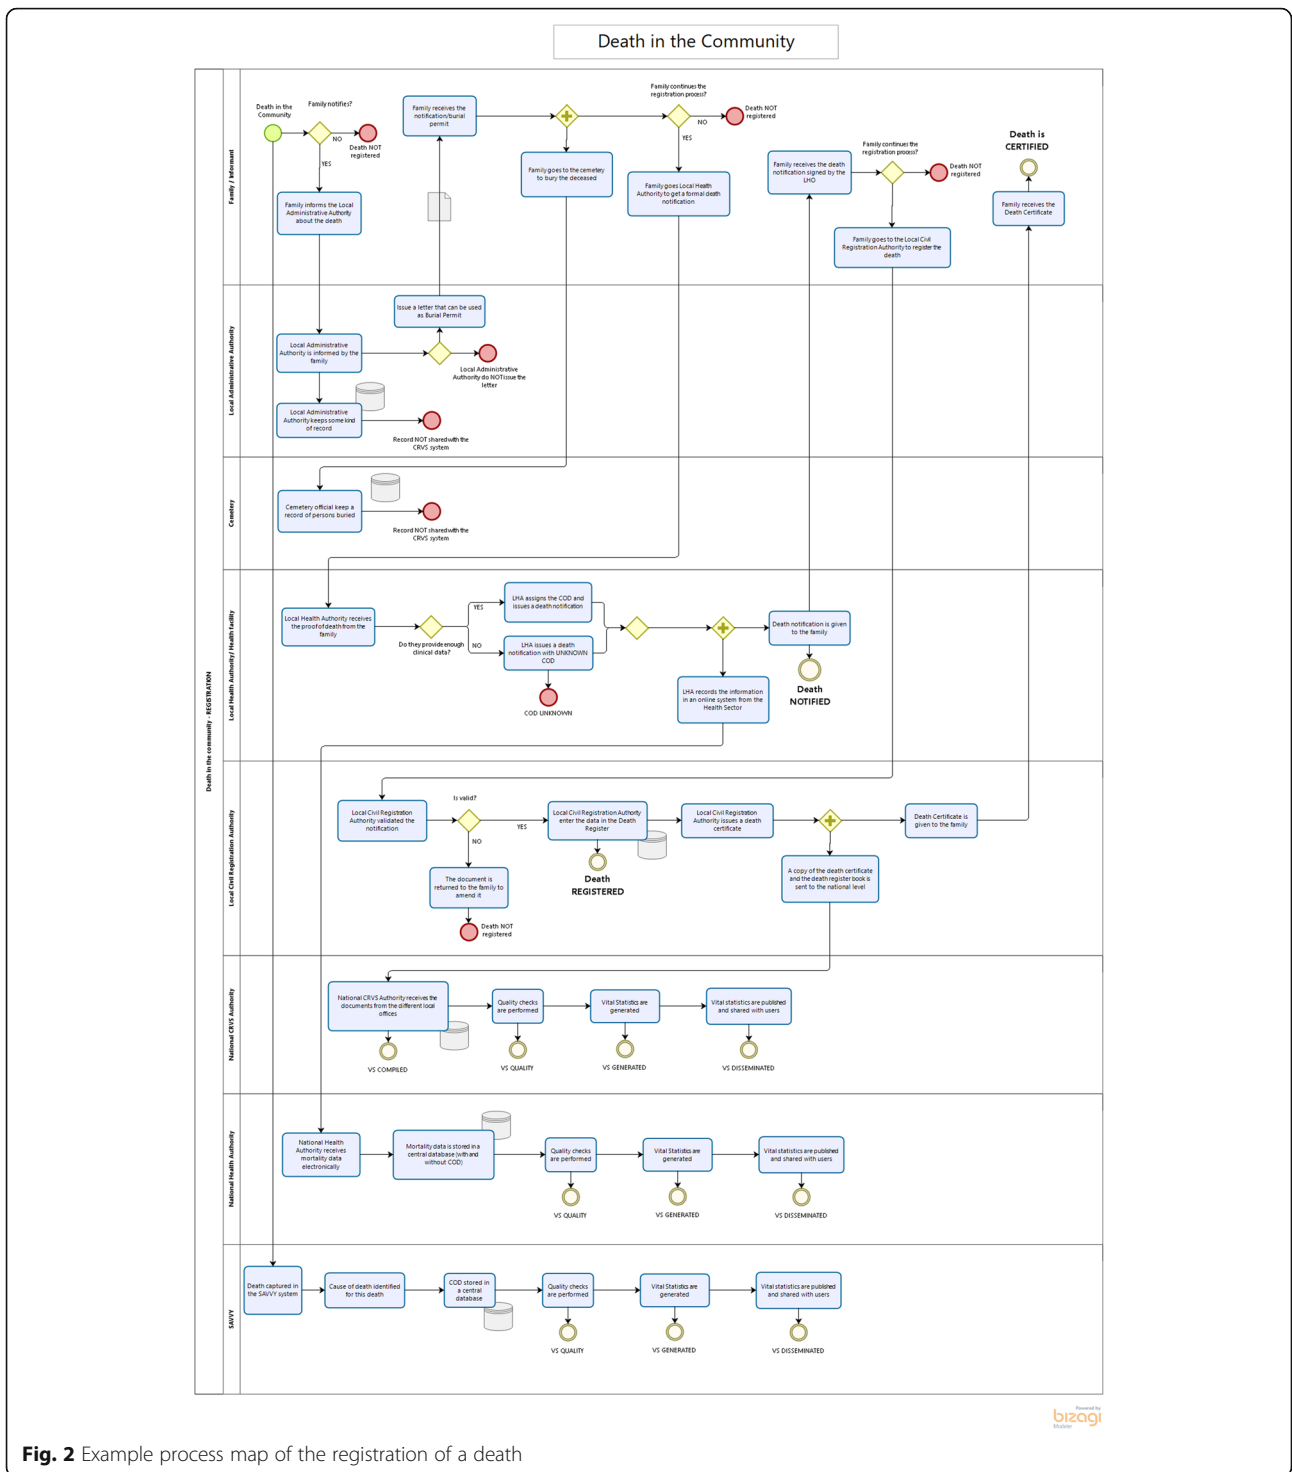 Death in the Community
Death in the community - REGISTRATION
Family / Informant
Death in the
Community
Family notifies?
NO
Death NOT
registered
YES
Family informs the Local
Administrative Authority
about the death
Family receives the
notification/burial
permit
Family goes to the cemetery
to bury the deceased
Family continues the
registration process?
NO
Death NOT
registered
YES
Family goes Local Health
Authority to get a formal death
notification
Family receives the death
notification signed by the
LHO
Family continues the
registration process?
Death NOT
registered
Family goes to the Local Civil
Registration Authority to register the
death
Death is
CERTIFIED
Family receives the
Death Certificate
Local Administrative Authority
Issue a letter that can be used
as Burial Permit
Local Administrative
Authority is informed by the
family
Local Administrative
Authority do NOT issue the
letter
Local Administrative
Authority keeps some kind
of record
Record NOT shared with the
CRVS system
Cemetery
Cemetery official keep a
record of persons buried
Record NOT shared with the
CRVS system
Local Health Authority/ Health facility
Local Health Authority receives
the proof of death from the
family
Do they provide enough
clinical data?
YES
NO
LHA assigns the COD and
issues a death notification
LHA issues a death
notification with UNKNOWN
COD
COD UNKNOWN
LHA records the information
in an online system from the
Health Sector
Death notification is given
to the family
Death
NOTIFIED
Local Civil Registration Authority
Local Civil Registration
Authority validated the
notification
Is valid?
YES
NO
The document is
returned to the family to
amend it
Death NOT
registered
Local Civil Registration Authority
enter the data in the Death
Register
Death
REGISTERED
Local Civil Registration
Authority issues a death
certificate
Death Certificate is
given to the family
A copy of the death certificate
and the death register book is
sent to the national level
National CRVS Authority
National CRVS Authority receives the
documents from the different local
offices
VS COMPILED
Quality checks
are performed
VS QUALITY
Vital Statistics are
generated
VS GENERATED
Vital statistics are published
and shared with users
VS DISSEMINATED
National Health Authority
National Health
Authority receives
mortality data
electronically
Mortality data is stored in a
central database (with and
without COD)
Quality checks
are performed
VS QUALITY
Vital Statistics are
generated
VS GENERATED
Vital statistics are published
and shared with users
VS DISSEMINATED
SAVVY
Death captured in
the SAVVY system
Cause of death identified
for this death
COD stored in
a central
database
Quality checks
are performed
VS QUALITY
Vital Statistics are
generated
VS GENERATED
Vital statistics are published
and shared with users
VS DISSEMINATED
Powered by
bizagi
Modeler
Fig. 2 Example process map of the registration of a death